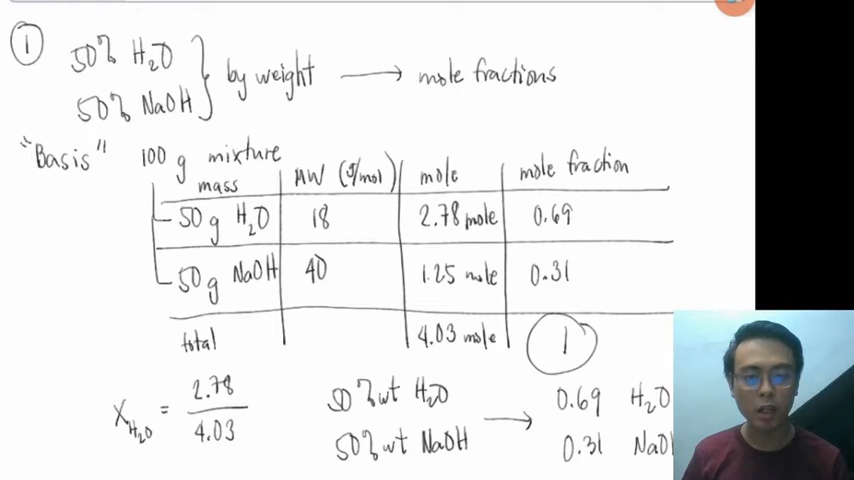 1
50% H2O
50% NaOH
by weight → mole fractions
"Basis" 100 g mixture
mass MW (g/mol) mole mole fraction
50 g H2O 18 2.78 mole 0.69
50 g NaOH 40 1.25 mole 0.31
total 4.03 mole 1
XH2O = 2.78 / 4.03
50%wt H2O → 0.69 H2O
50%wt NaOH 0.31 NaO